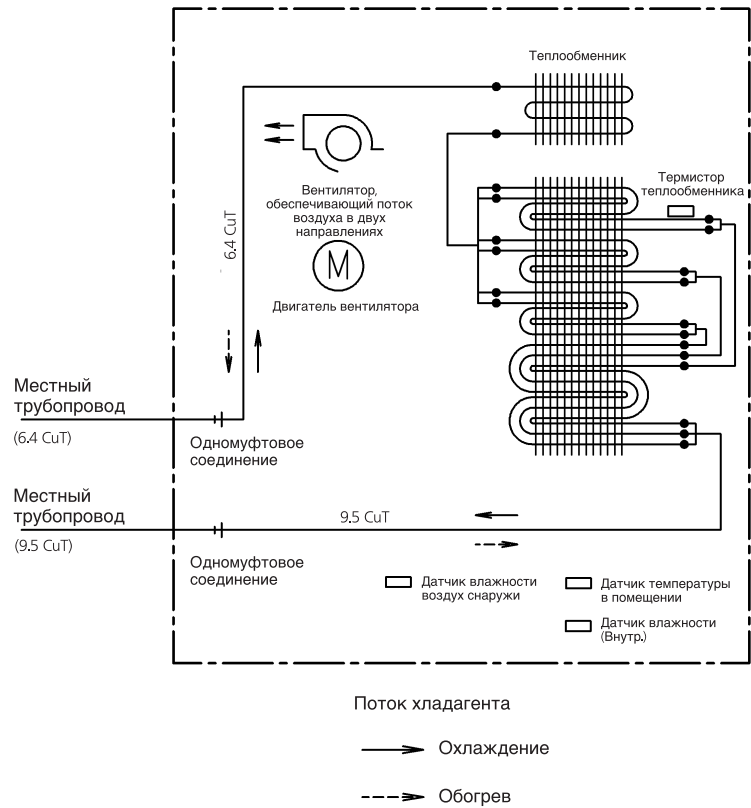 Теплообменник
Термистор
теплообменника
Вентилятор,
обеспечивающий поток
воздуха в двух
направлениях
6.4 CuT
M
Двигатель вентилятора
Местный
трубопровод
(6.4 CuT)
Одномуфтовое
соединение
Местный
трубопровод
(9.5 CuT)
9.5 CuT
Одномуфтовое
соединение
Датчик влажности
воздух снаружи
Датчик температуры
в помещении
Датчик влажности
(Внутр.)
Поток хладагента
Охлаждение
Обогрев